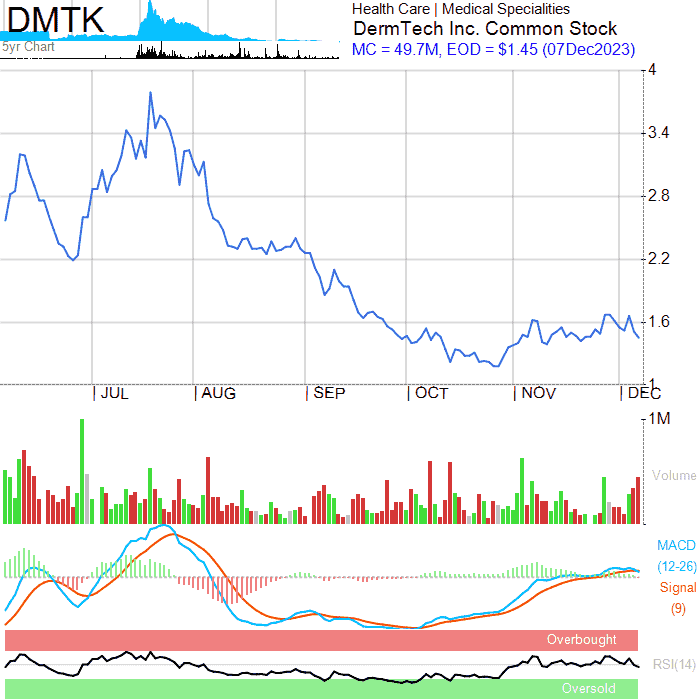 DMTK
5yr Chart
Health Care | Medical Specialities
DermTech Inc. Common Stock
MC = 49.7M, EOD = $1.45 (07Dec2023)
4
3.4
2.8
2.2
1.6
1
JUL AUG SEP OCT NOV DEC
1M
Volume
MACD
(12-26)
Signal
(9)
Overbought
RSI(14)
Oversold